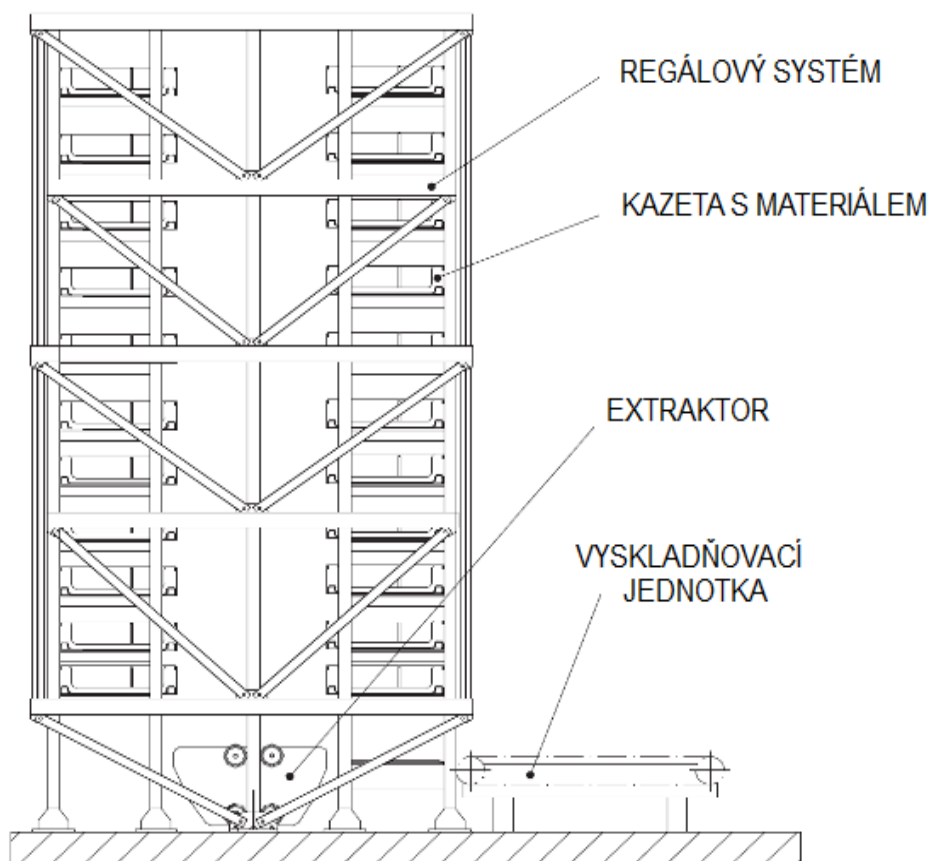 REGÁLOVÝ SYSTÉM
KAZETA S MATERIÁLEM
EXTRAKTOR
VYSKLADŇOVACÍ
JEDNOTKA